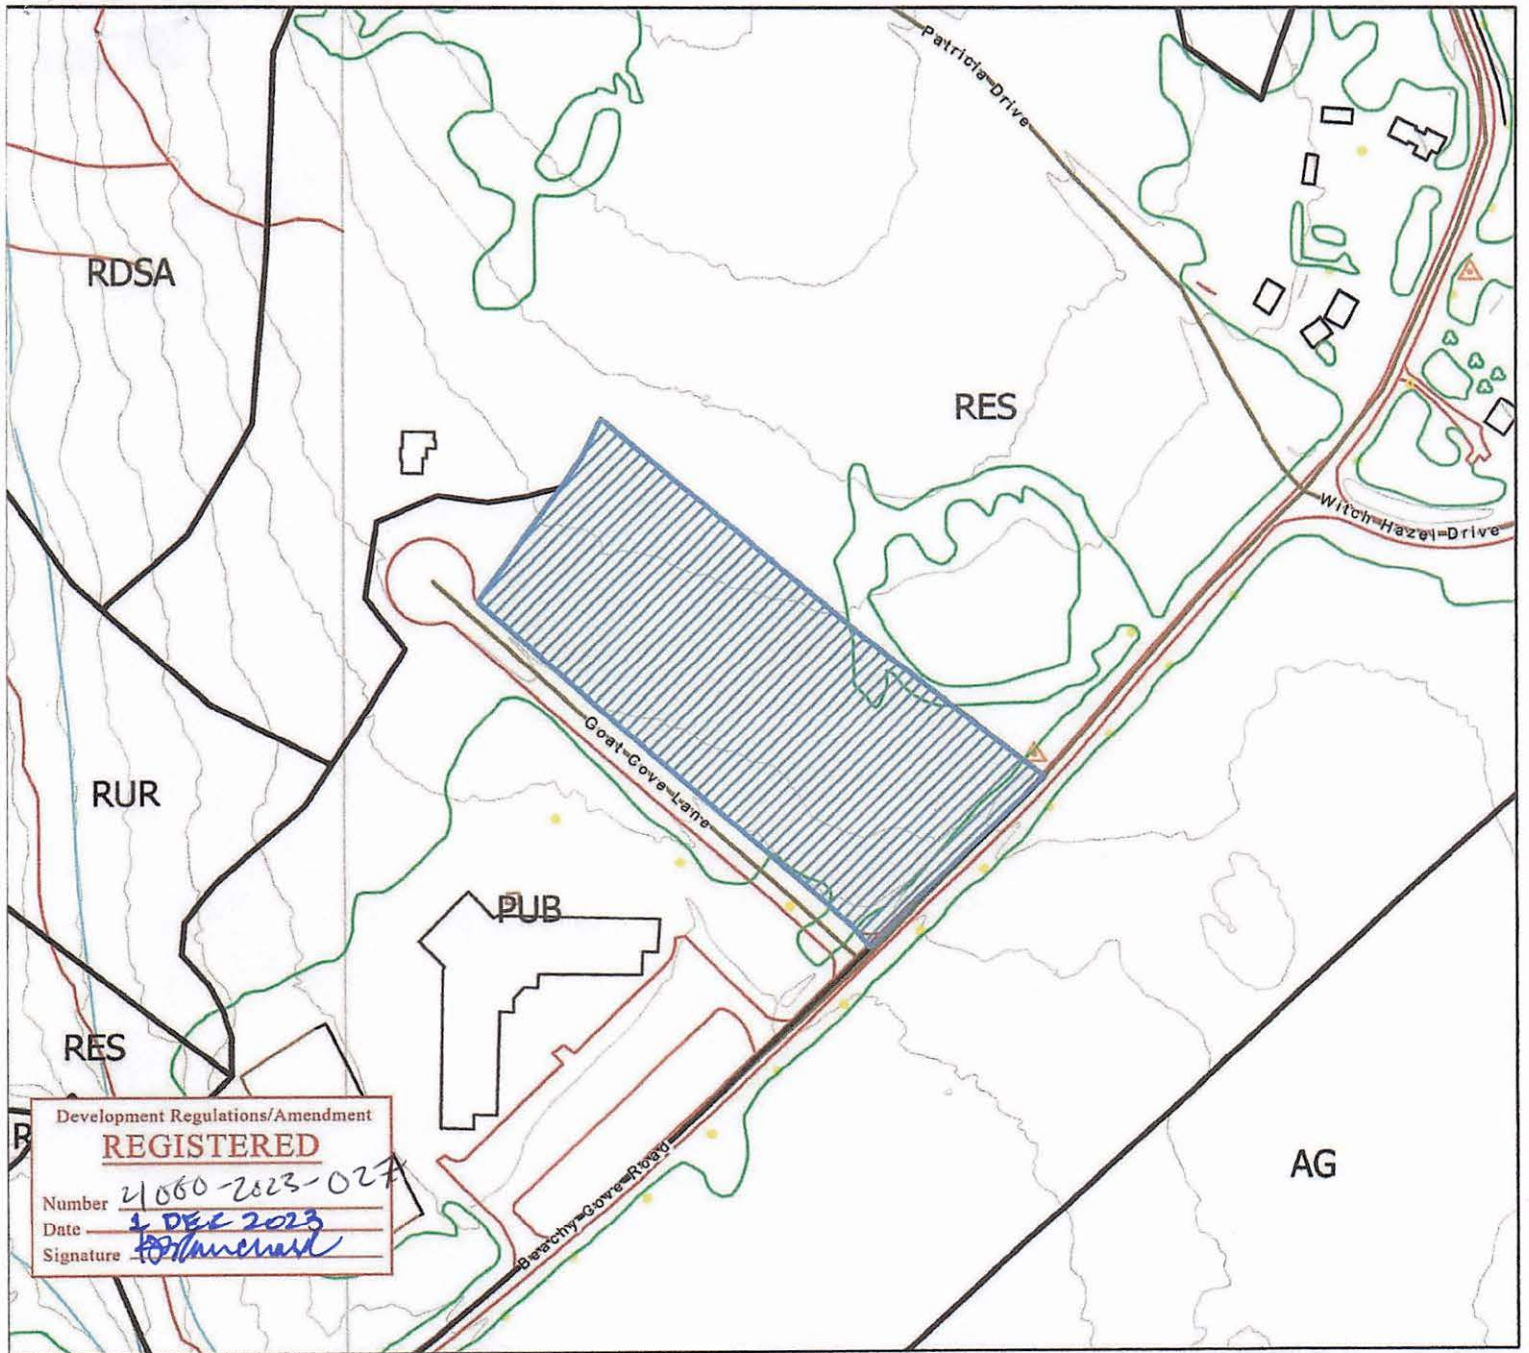 Patricia Drive
RDSA
RES
Witch Hazel Drive
Goat Cove Lane
RUR
PUB
RES
AG
R
Beachy Cove Road
Development Regulations/Amendment
REGISTERED
Number
Date 1 DEC 2023
Signature